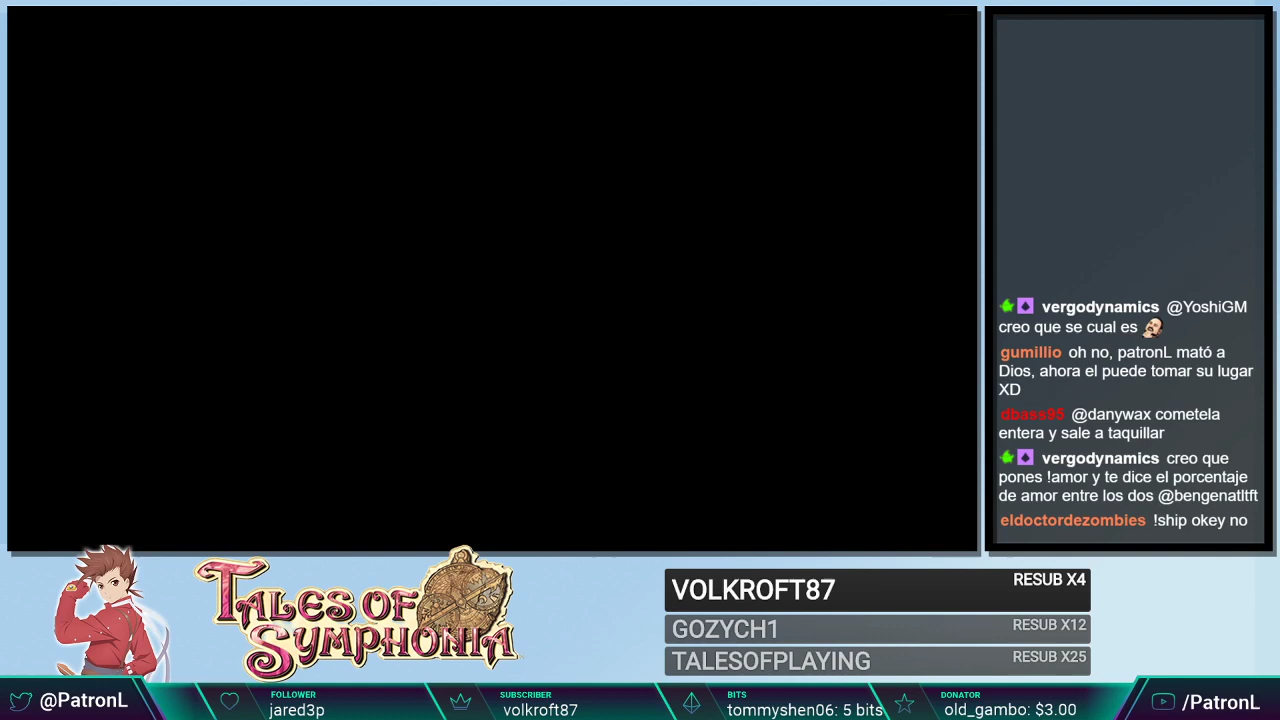 vergodynamics @YoshiGM
creo que se cual es
gumillio oh no, patronL mató a
Dios, ahora el puede tomar su lugar
XD
dbass95 @danywax cometela
entera y sale a taquillar
vergodynamics creo que
pones !amor y te dice el porcentaje
de amor entre los dos @bengenatltft
eldoctordezombies !ship okey no
TALES OF
SYMPHONIA
VOLKROFT87 RESUB X4
GOZYCH1 RESUB X12
TALESOFPLAYING RESUB X25
@PatronL
FOLLOWER
jared3p
SUBSCRIBER
volkroft87
BITS
tommyshen06: 5 bits
DONATOR
old_gambo: $3.00
/PatronL